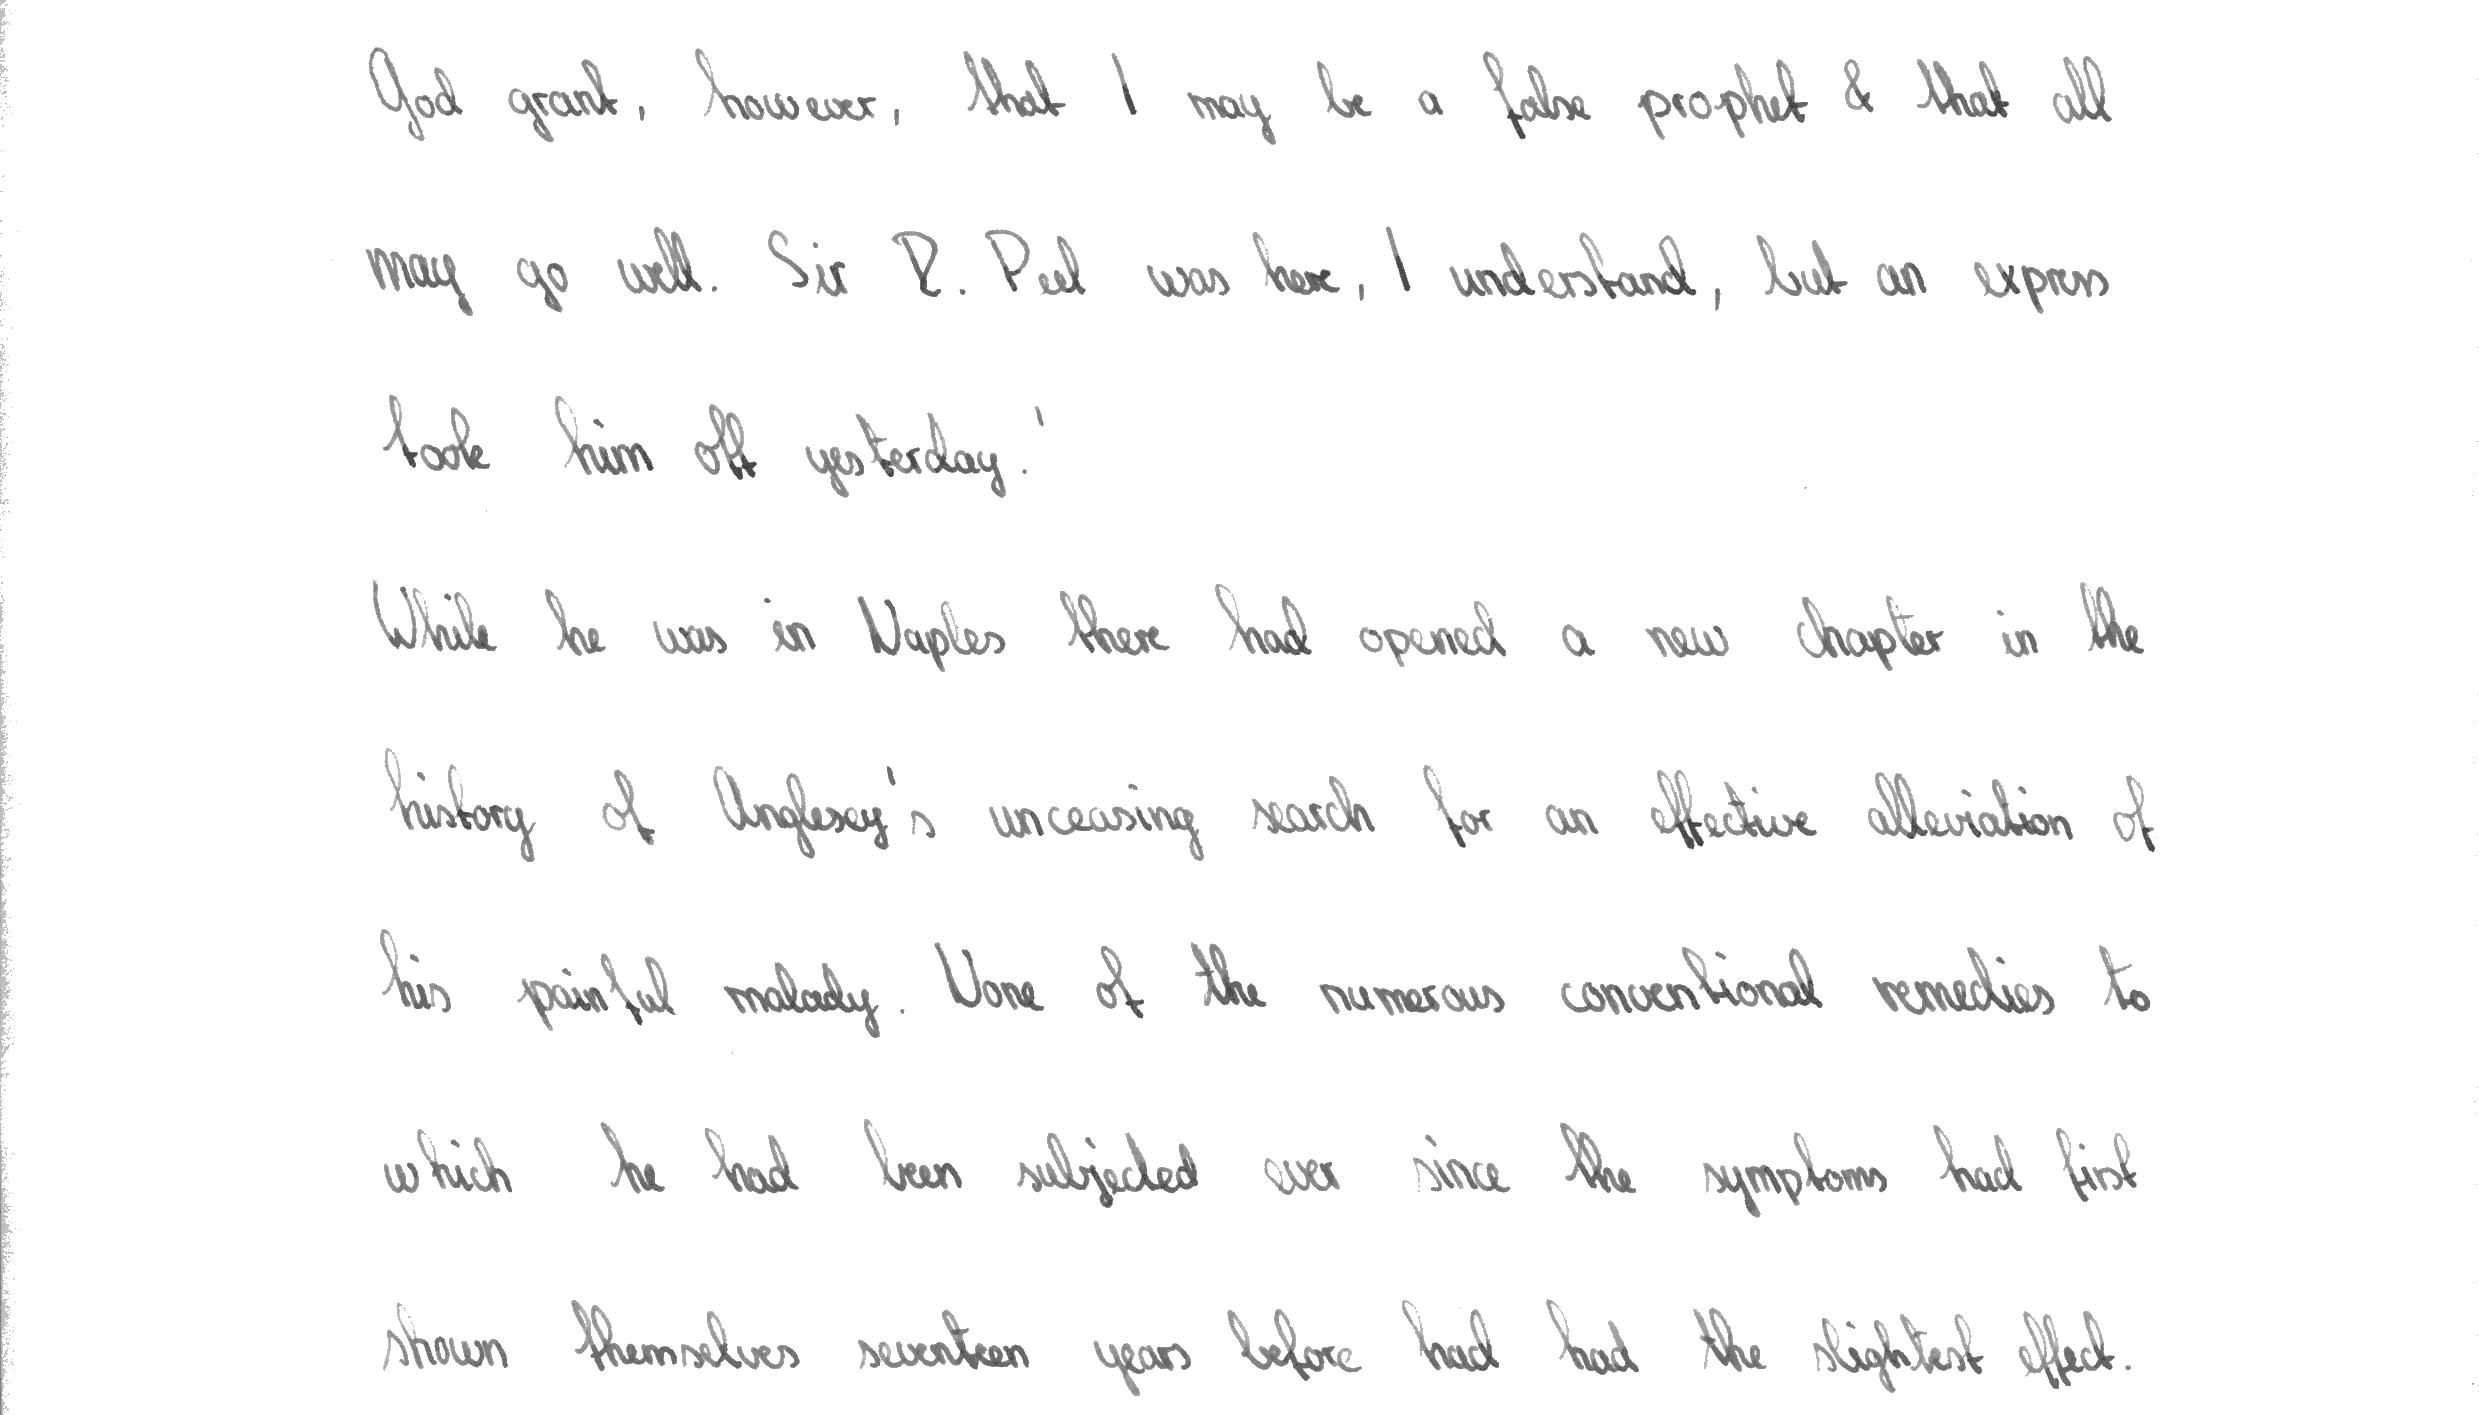 God grant, however, that I may be a false prophet & that all
may go well. Sir R. Peel was here, I understand, but an express
took him off yesterday.'
While he was in Naples there had opened a new chapter in the
history of Anglesey's unceasing search for an effective alleviation of
his painful malady. None of the numerous conventional remedies to
which he had been subjected ever since the symptoms had first
shown themselves seventeen years before had had the slightest effect.